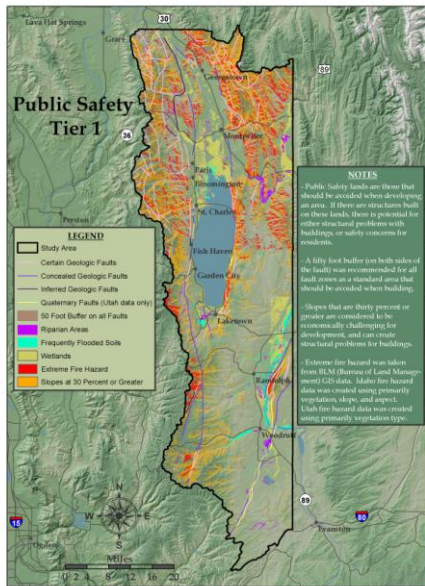 30
Lava Hot Springs
Grace
Georgetown
89
Public Safety
Tier 1
36
Montpelier
Paris
Bloomington
St. Charles
Preston
Fish Haven
Garden City
Laketown
Randolph
Woodruff
LEGEND
Study Area
Certain Geologic Faults
Concealed Geologic Faults
Inferred Geologic Faults
Quaternary Faults (Utah data only)
50 Foot Buffer on all Faults
Riparian Areas
Frequently Flooded Soils
Wetlands
Extreme Fire Hazard
Slopes at 30 Percent or Greater
NOTES
- Public Safety lands are those that
should be avoided when developing
an area. If there are structures built
on these lands, there is potential for
either structural problems with
buildings, or safety concerns for
residents.
- A fifty foot buffer (on both sides
of the fault) was recommended for
all fault zones as a standard area that
should be avoided when building.
-Slopes that are thirty percent or
greater are considered to be
economically challenging for
development, and can create
structural problems for buildings.
- Extreme fire hazard was taken
from BLM (Bureau of Land Manage-
ment) GIS data. Idaho fire hazard
data was created using primarily
vegetation, slope, and aspect.
Utah fire hazard data was created
using primarily vegetation type.
N
W
E
S
15
89
80
Ogden
Evanston
Miles
0 2 4 8 12 16 20